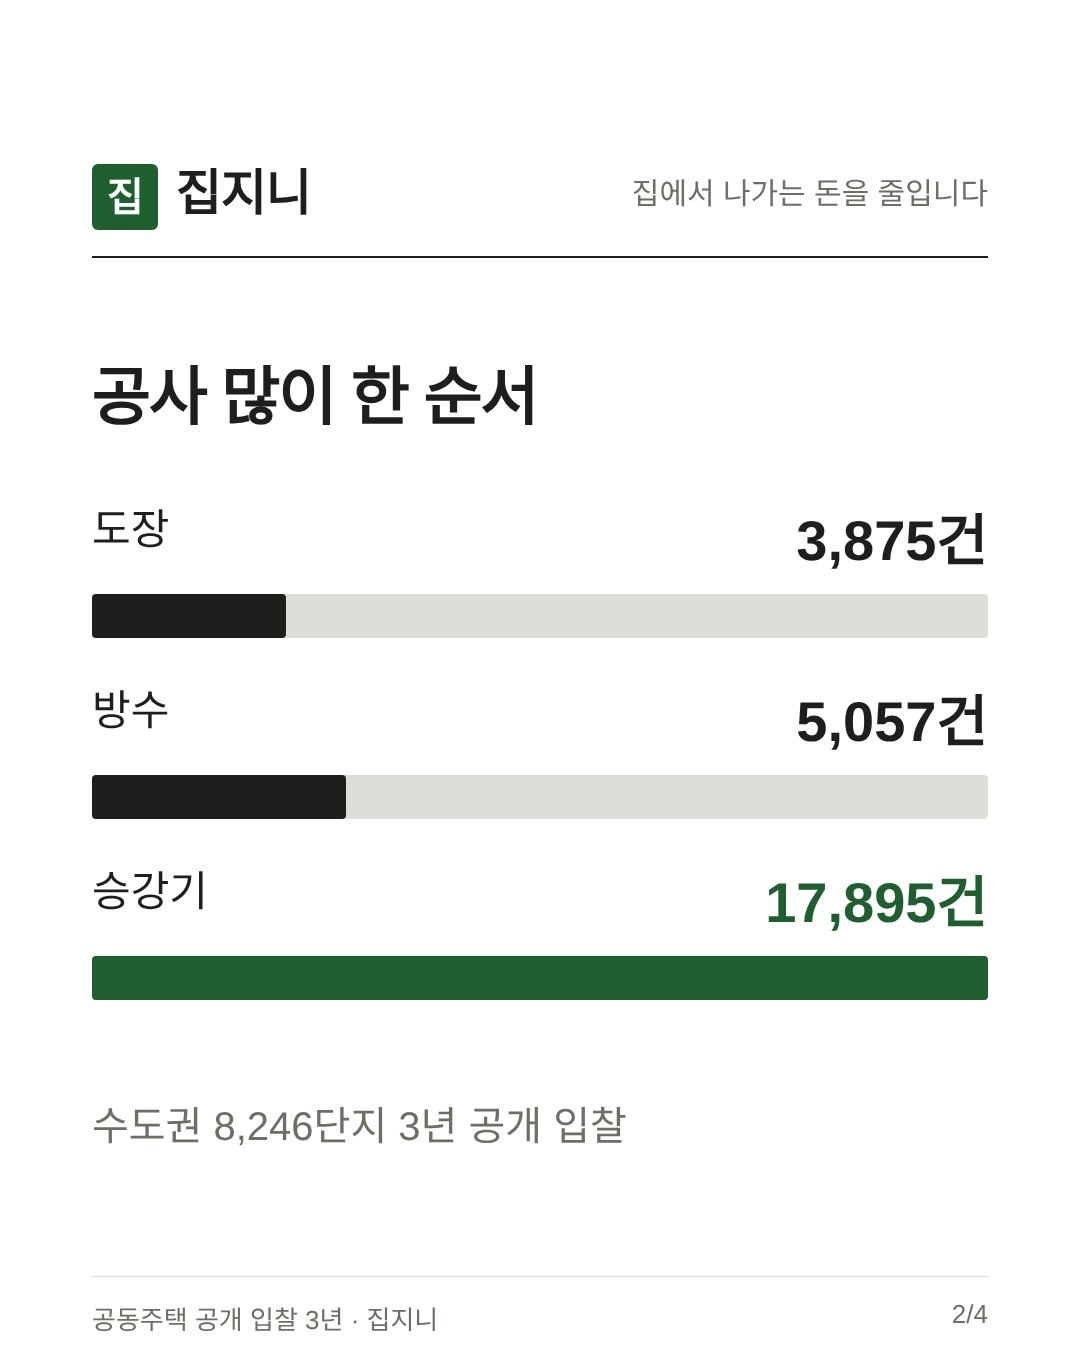 집 집지니
집에서 나가는 돈을 줄입니다
공사 많이 한 순서
도장
3,875건
방수
5,057건
승강기
17,895건
수도권 8,246단지 3년 공개 입찰
공동주택 공개 입찰 3년 · 집지니
2/4